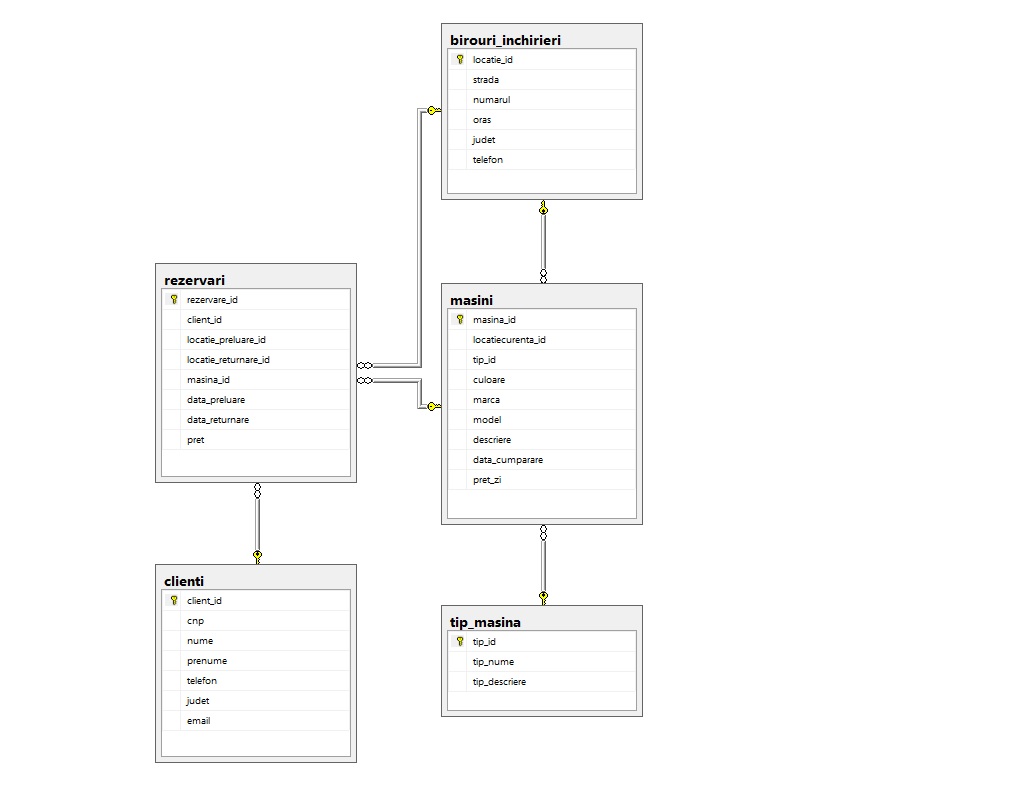 birouri_inchirieri
locatie_id
strada
numarul
oras
judet
telefon
rezervari
rezervare_id
client_id
locatie_preluare_id
locatie_returnare_id
masina_id
data_preluare
data_returnare
pret
masini
masina_id
locatiecurenta_id
tip_id
culoare
marca
model
descriere
data_cumparare
pret_zi
clienti
client_id
cnp
nume
prenume
telefon
judet
email
tip_masina
tip_id
tip_nume
tip_descriere